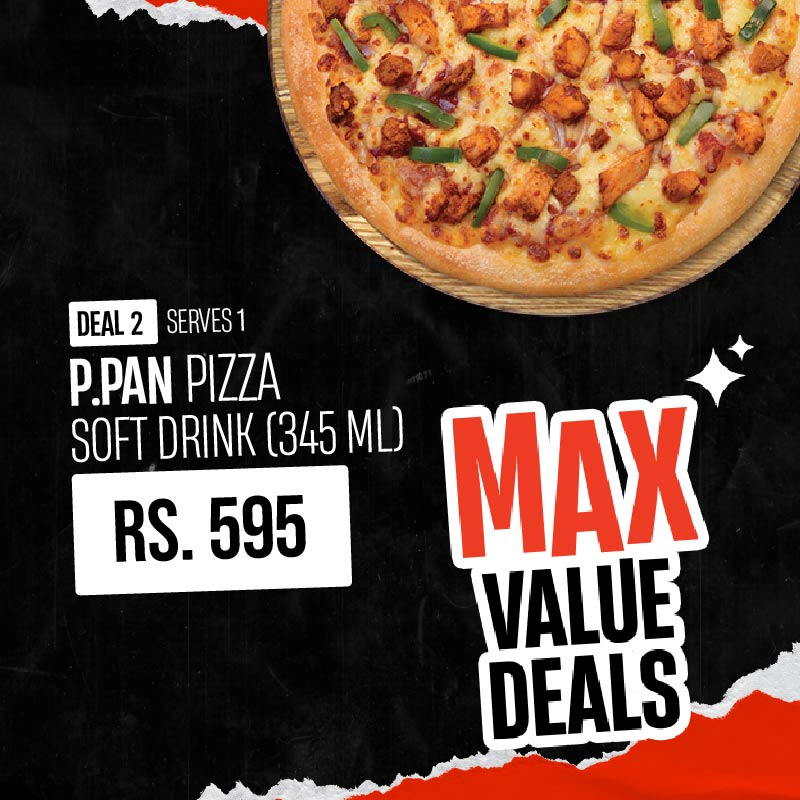 DEAL 2 SERVES 1
P.PAN PIZZA
SOFT DRINK (345 ML)
RS. 595
MAX
VALUE
DEALS